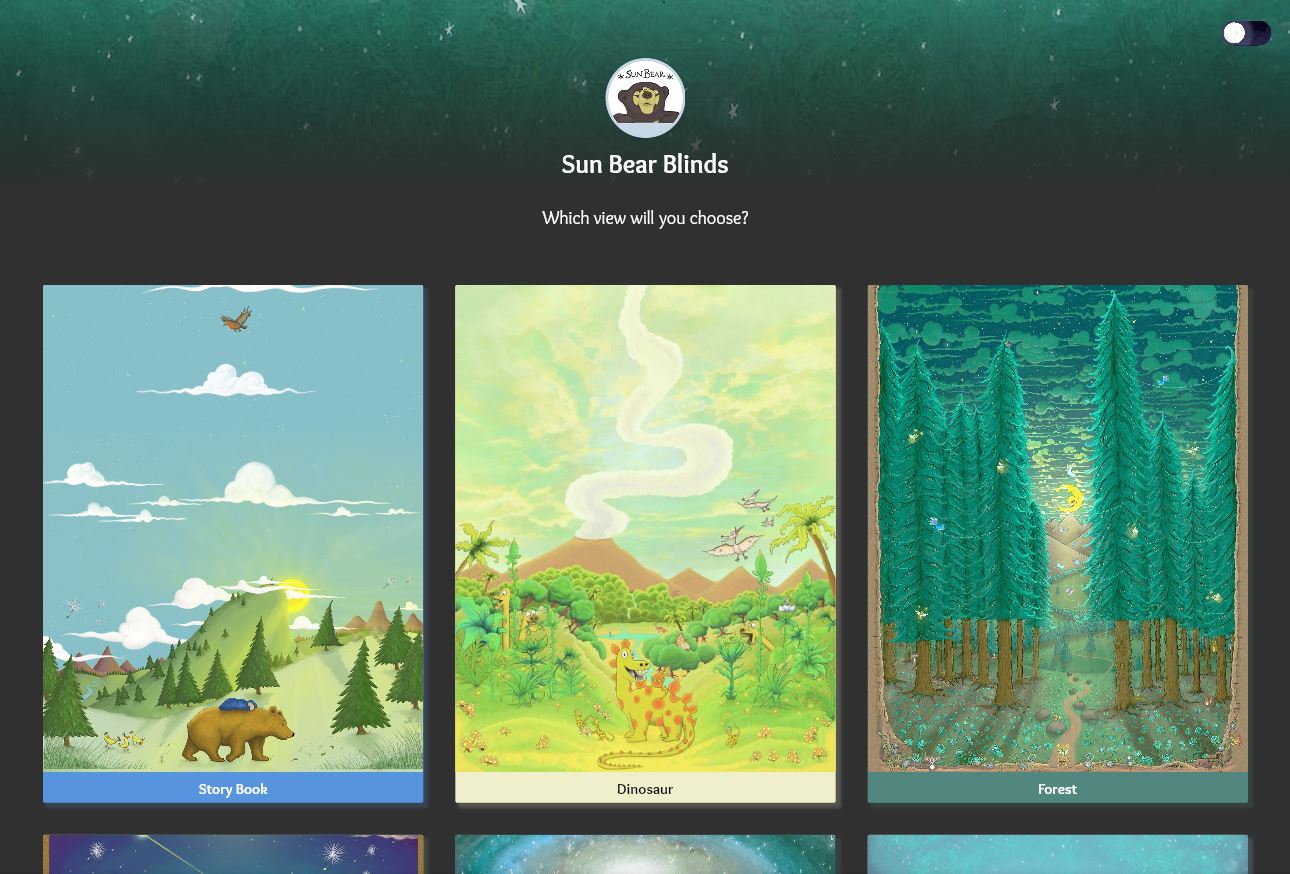 SUN BEAR
Sun Bear Blinds
Which view will you choose?
Story Book
Dinosaur
Forest